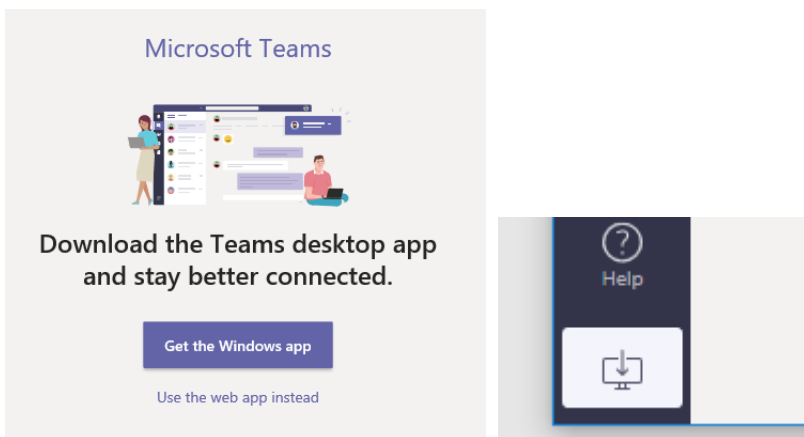 Microsoft Teams
Download the Teams desktop app
and stay better connected.
Get the Windows app
Use the web app instead
?
Help